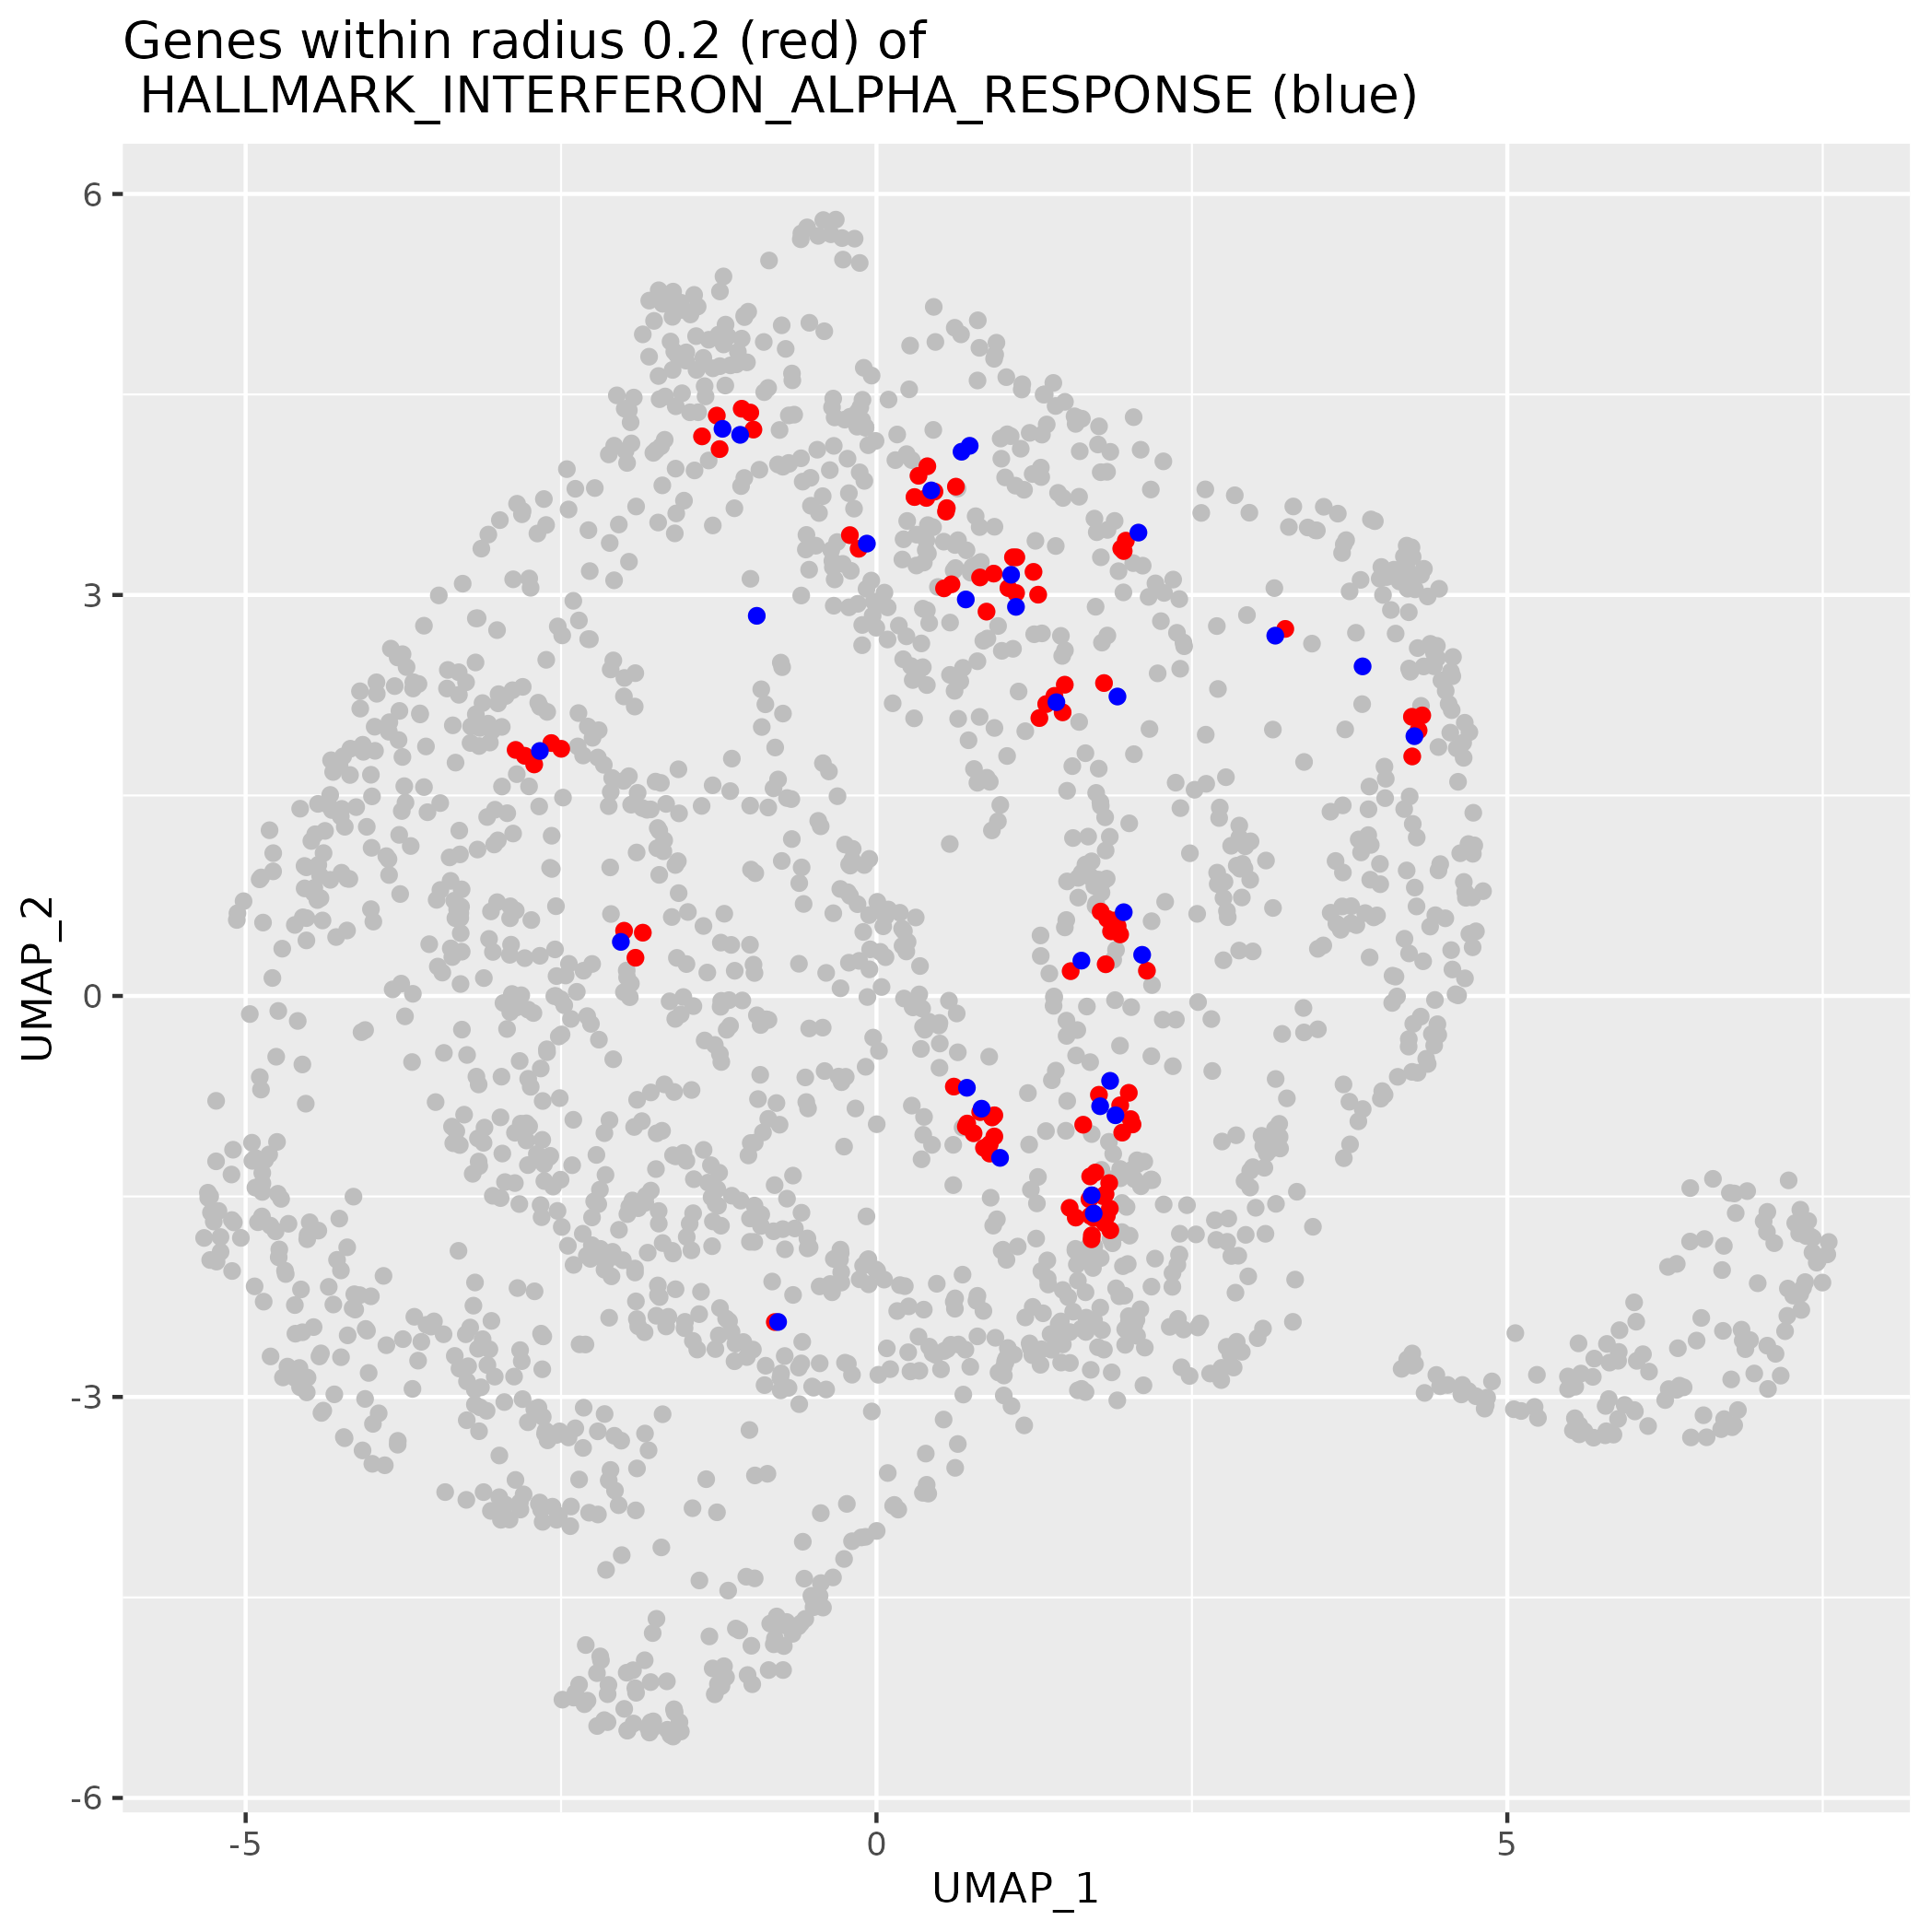 Genes within radius 0.2 (red) of
HALLMARK_INTERFERON_ALPHA_RESPONSE (blue)
6
3
0
-3
-6
UMAP_2
-5
0
5
UMAP_1